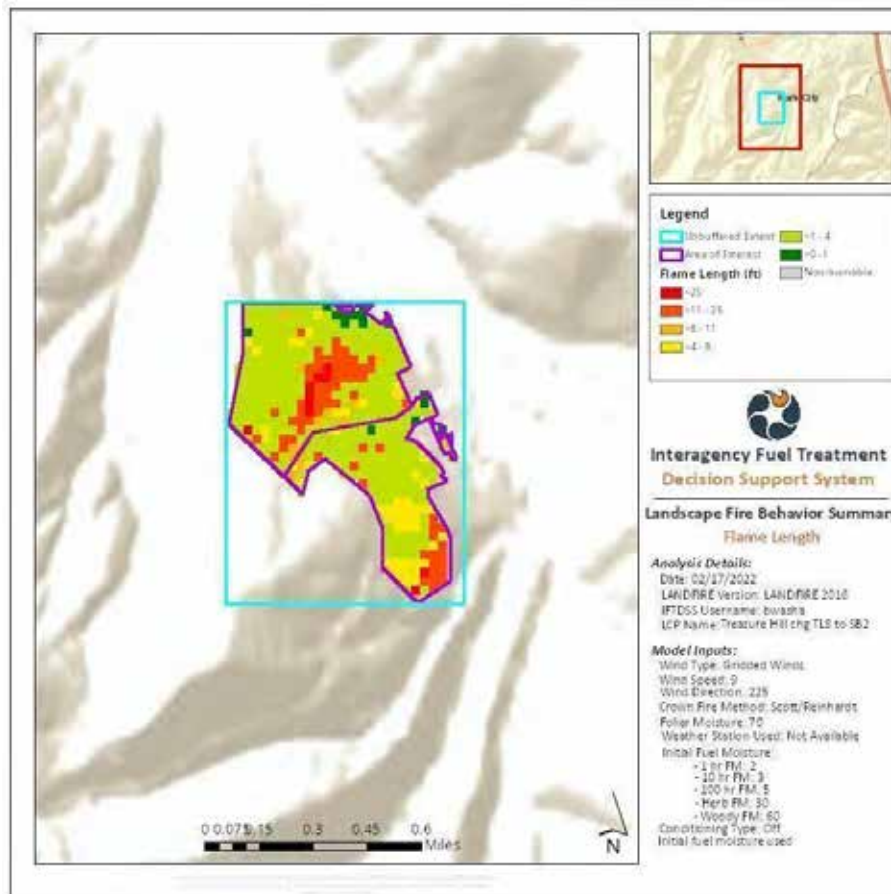 Park City
Legend
Unbuffered Extent
>1 - 4
Area of Interest
>0 - 1
Flame Length (ft)
Non-burnable
>25
>11 - 25
>4 - 8
Interagency Fuel Treatment
Decision Support System
Landscape Fire Behavior Summar
Flame Length
Analysis Details:
Date: 02/17/2022
LANDFIRE Version: LANDFIRE 2016
IFTDSS Username: bwasha
LCP Name: Treasure Hill chg TL8 to SB2
Model Inputs:
Wind Type: Gridded Winds
Wind Speed: 9
Wind Direction: 225
Crown Fire Method: Scott/Reinhardt
Foliar Moisture: 70
Weather Station Used: Not Available
Initial Fuel Moisture
- 1 hr FM: 2
- 10 hr FM: 3
- 100 hr FM: 5
- Herb FM: 30
- Woody FM: 60
Conditioning Type: Off
Initial fuel moisture used
0 0.075 0.15 0.3 0.45 0.6
Miles
N